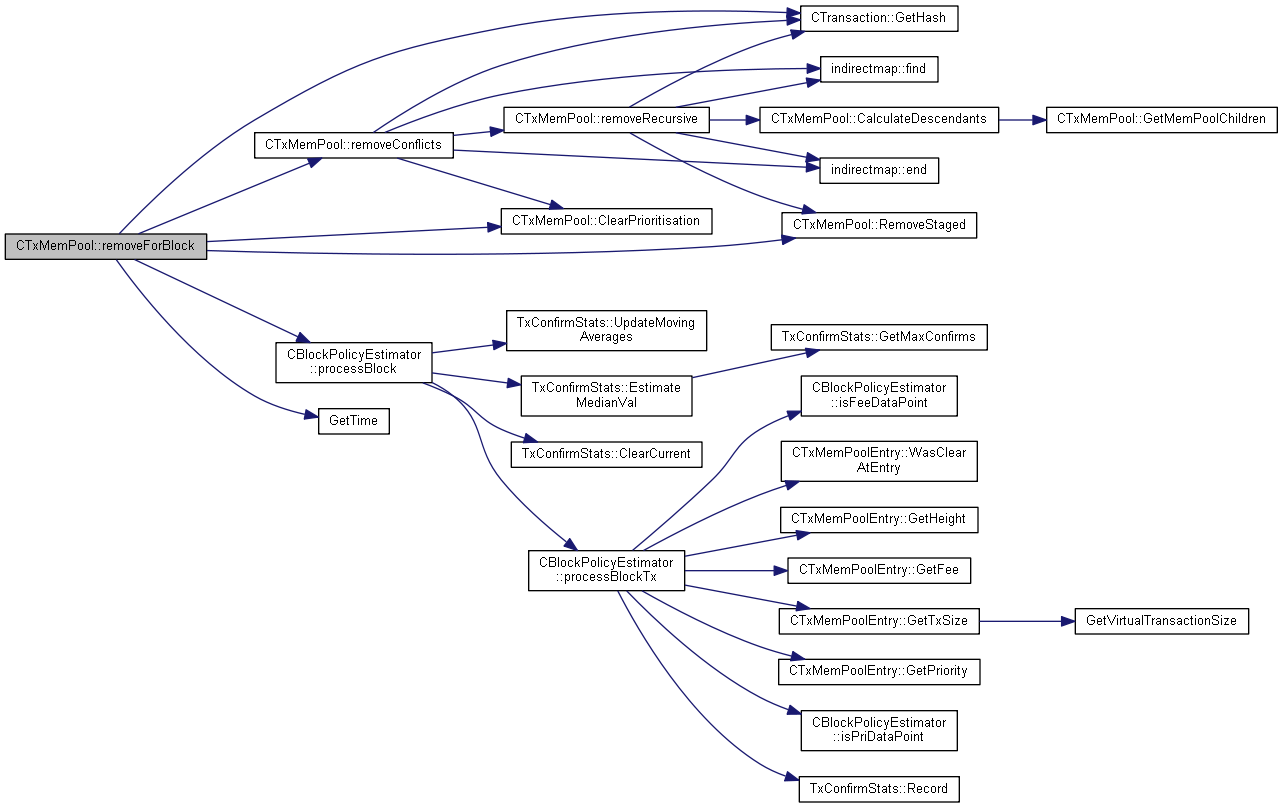 CTransaction::GetHash
indirectmap::find
CTxMemPool::removeRecursive
CTxMemPool::CalculateDescendants
CTxMemPool::GetMemPoolChildren
CTxMemPool::removeConflicts
indirectmap::end
CTxMemPool::ClearPrioritisation
CTxMemPool::RemoveStaged
CTxMemPool::removeForBlock
TxConfirmStats::UpdateMoving
Averages
TxConfirmStats::GetMaxConfirms
CBlockPolicyEstimator
::processBlock
TxConfirmStats::Estimate
MedianVal
CBlockPolicyEstimator
::isFeeDataPoint
GetTime
TxConfirmStats::ClearCurrent
CTxMemPoolEntry::WasClear
AtEntry
CTxMemPoolEntry::GetHeight
CBlockPolicyEstimator
::processBlockTx
CTxMemPoolEntry::GetFee
CTxMemPoolEntry::GetTxSize
GetVirtualTransactionSize
CTxMemPoolEntry::GetPriority
CBlockPolicyEstimator
::isPriDataPoint
TxConfirmStats::Record